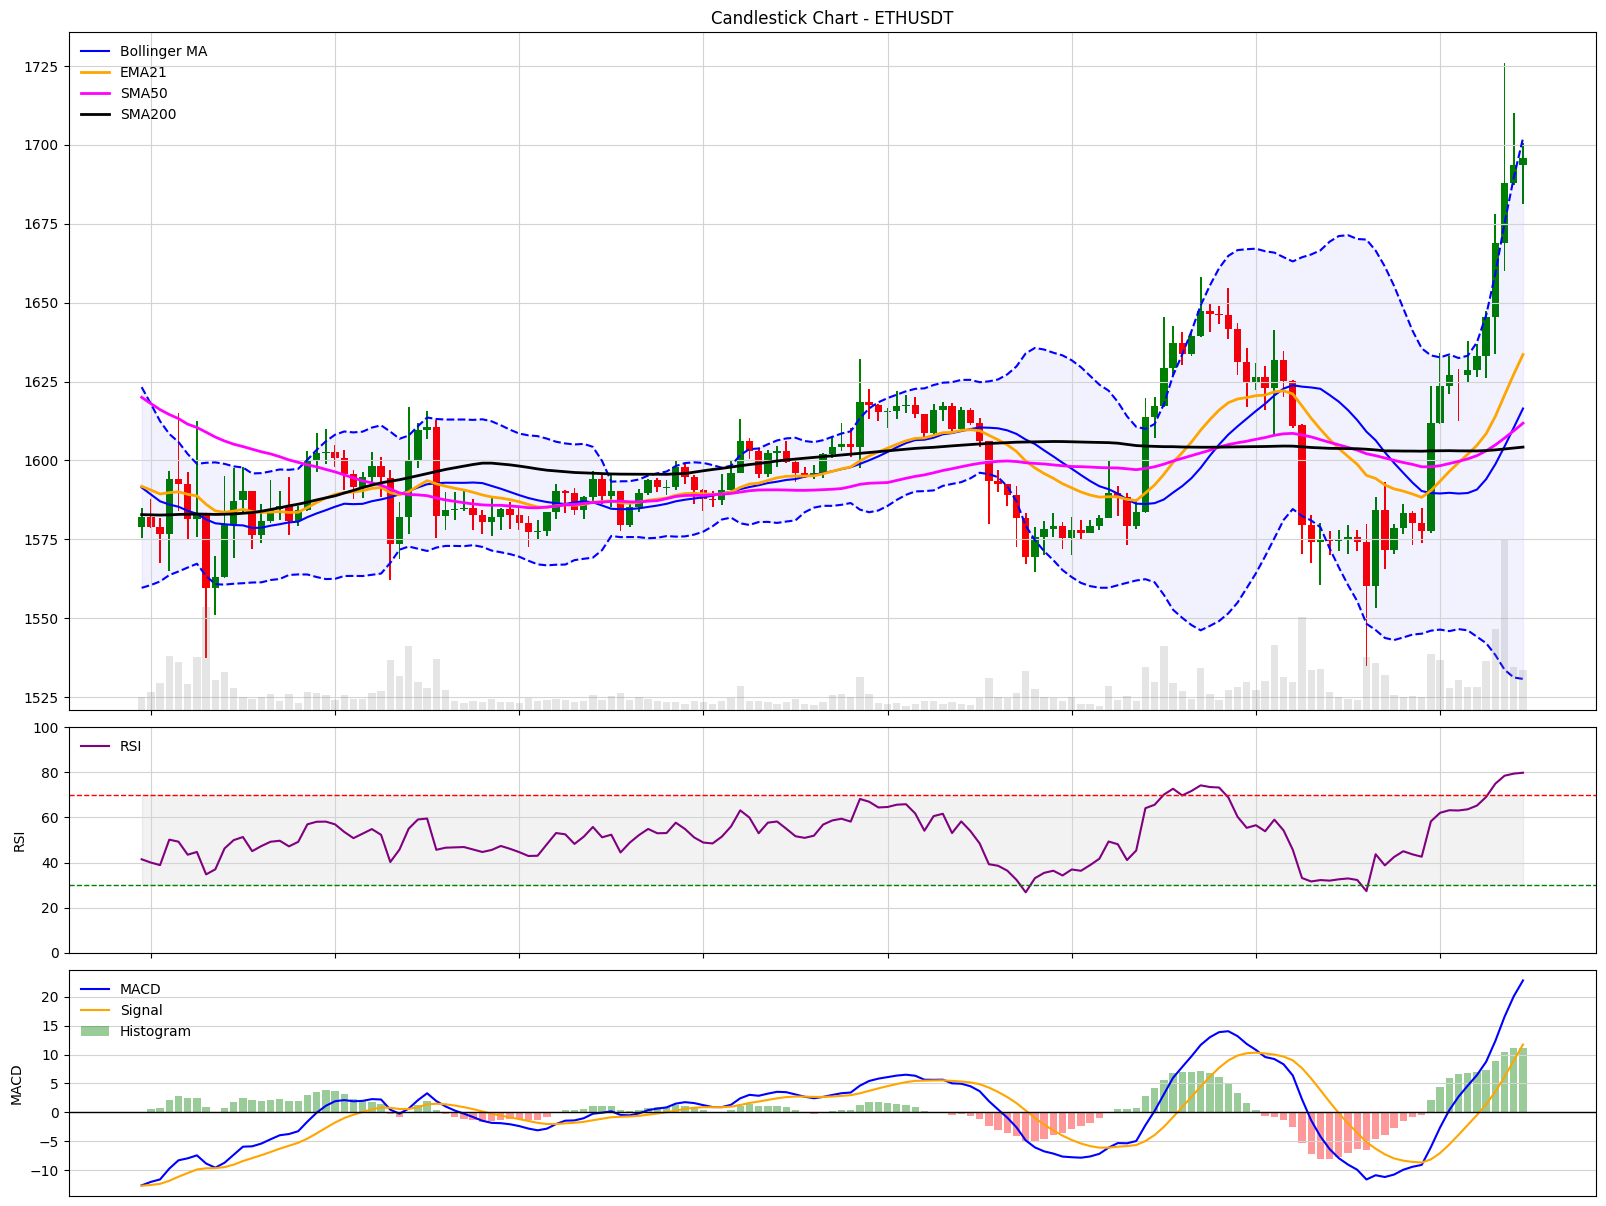 Candlestick Chart - ETHUSDT
Bollinger MA
EMA21
SMA50
SMA200
1725
1700
1675
1650
1625
1600
1575
1550
1525
RSI
RSI
100
80
60
40
20
0
MACD
Signal
Histogram
MACD
20
15
10
5
0
−5
−10